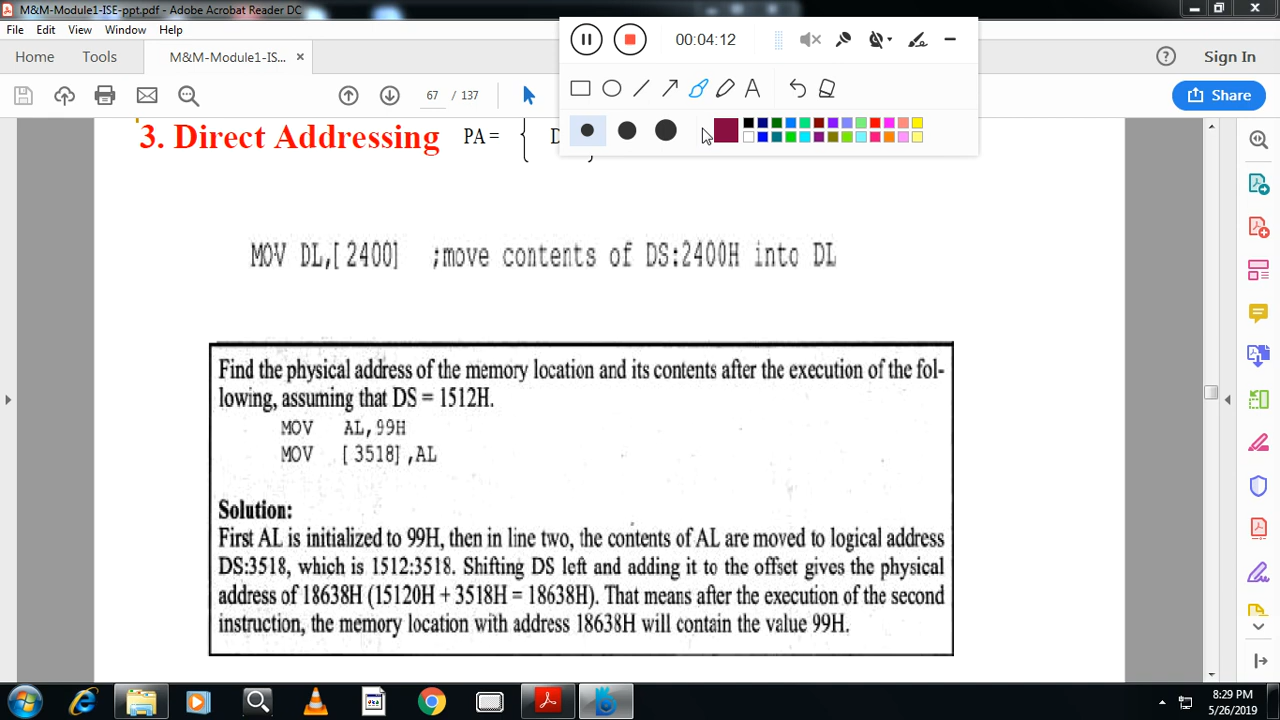 M&M-Module1-ISE-ppt.pdf - Adobe Acrobat Reader DC
File Edit View Window Help
00:04:12
Home Tools M&M-Module1-IS... × Sign In
67 / 137
Share
3. Direct Addressing PA = {
MOV DL,[2400] ;move contents of DS:2400H into DL
Find the physical address of the memory location and its contents after the execution of the fol-
lowing, assuming that DS = 1512H.
MOV AL,99H
MOV [3518],AL
Solution:
First AL is initialized to 99H, then in line two, the contents of AL are moved to logical address
DS:3518, which is 1512:3518. Shifting DS left and adding it to the offset gives the physical
address of 18638H (15120H + 3518H = 18638H). That means after the execution of the second
instruction, the memory location with address 18638H will contain the value 99H.
8:29 PM
5/26/2019